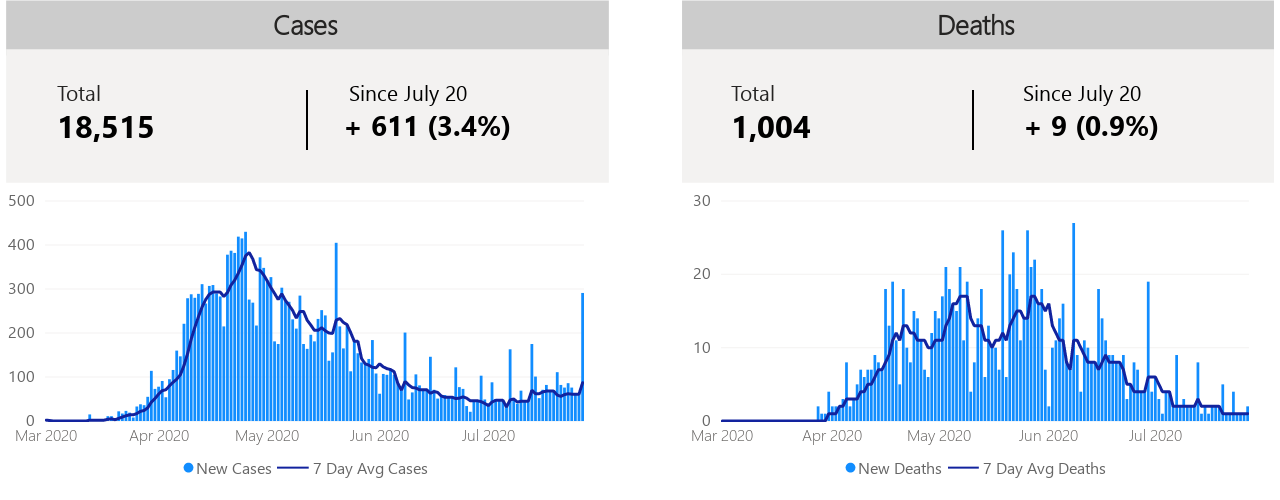 Cases
Total
18,515
Since July 20
+ 611 (3.4%)
500
400
300
200
100
0
Mar 2020 Apr 2020 May 2020 Jun 2020 Jul 2020
New Cases 7 Day Avg Cases
Deaths
Total
1,004
Since July 20
+ 9 (0.9%)
30
20
10
0
Mar 2020 Apr 2020 May 2020 Jun 2020 Jul 2020
New Deaths 7 Day Avg Deaths